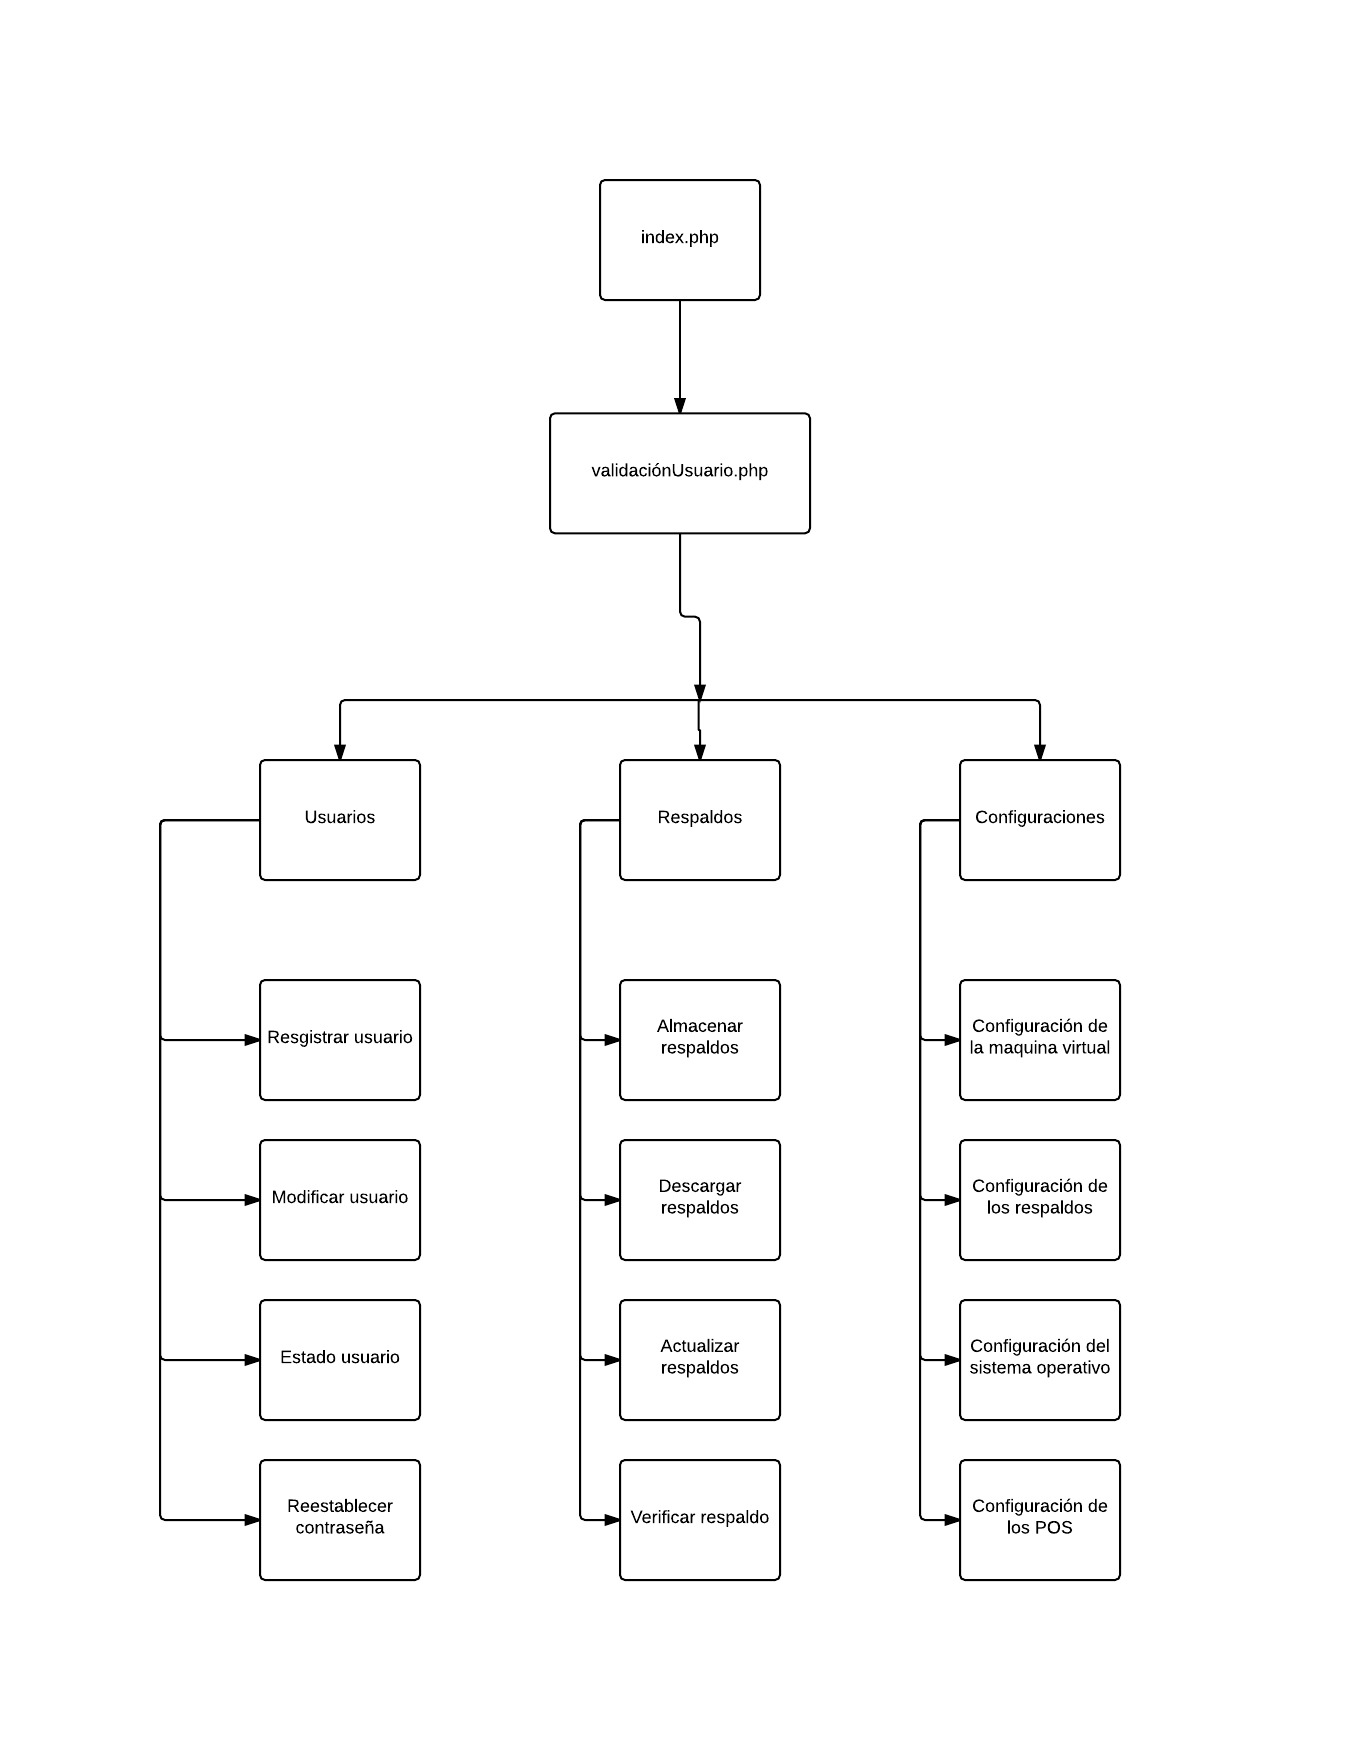 index.php
validaciónUsuario.php
Usuarios
Respaldos
Configuraciones
Resgistrar usuario
Almacenar
respaldos
Configuración de
la maquina virtual
Modificar usuario
Descargar
respaldos
Configuración de
los respaldos
Estado usuario
Actualizar
respaldos
Configuración del
sistema operativo
Reestablecer
contraseña
Verificar respaldo
Configuración de
los POS